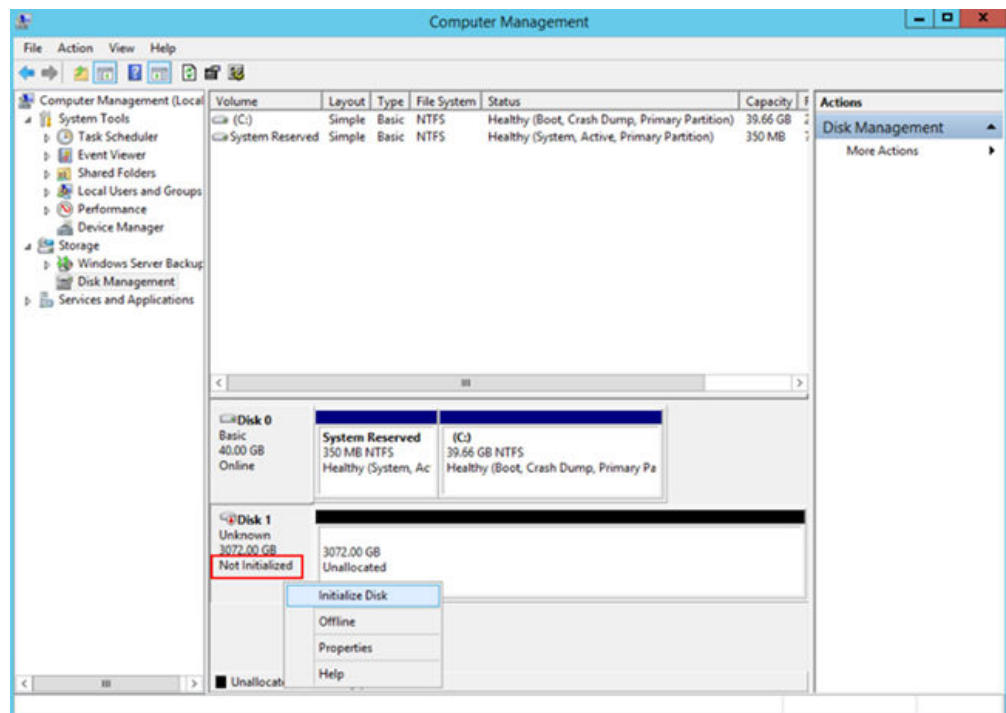 Computer Management
File Action View Help
Computer Management (Local
System Tools
Task Scheduler
Event Viewer
Shared Folders
Local Users and Groups
Performance
Device Manager
Storage
Windows Server Backup
Disk Management
Services and Applications
Volume Layout Type File System Status Capacity F
(C:) Simple Basic NTFS Healthy (Boot, Crash Dump, Primary Partition) 39.66 GB
System Reserved Simple Basic NTFS Healthy (System, Active, Primary Partition) 350 MB
Actions
Disk Management
More Actions
Disk 0
Basic
40.00 GB
Online
System Reserved
350 MB NTFS
Healthy (System, Ac
(C:)
39.66 GB NTFS
Healthy (Boot, Crash Dump, Primary Pa
Disk 1
Unknown
3072.00 GB
Not Initialized
3072.00 GB
Unallocated
Initialize Disk
Offline
Properties
Help
Unallocat